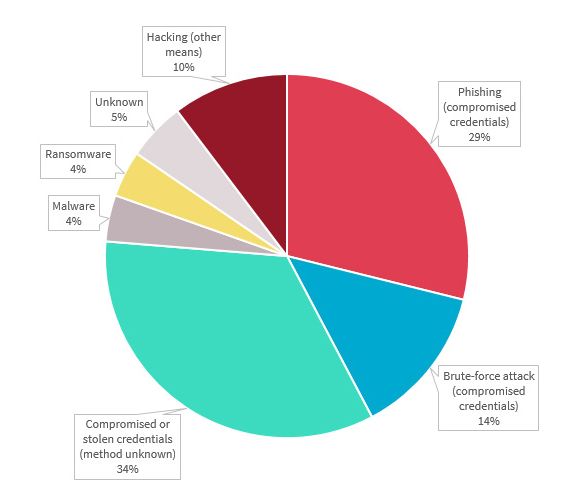 Hacking (other
means)
10%
Phishing
(compromised
credentials)
29%
Unknown
5%
Ransomware
4%
Malware
4%
Brute-force attack
(compromised
credentials)
14%
Compromised or
stolen credentials
(method unknown)
34%